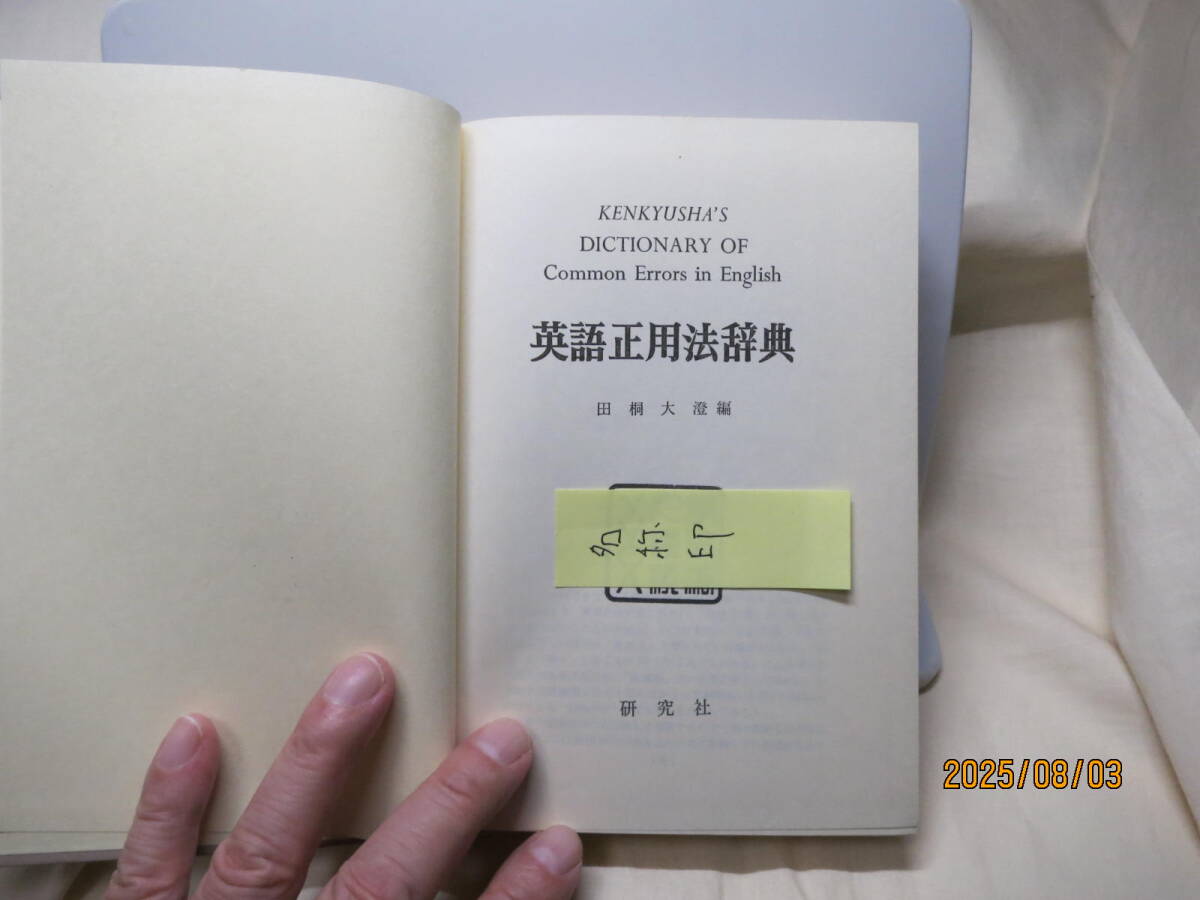 KENKYUSHA'S
DICTIONARY OF
Common Errors in English
英語正用法辞典
田桐大澄編
名称印
研究社
2025/08/03